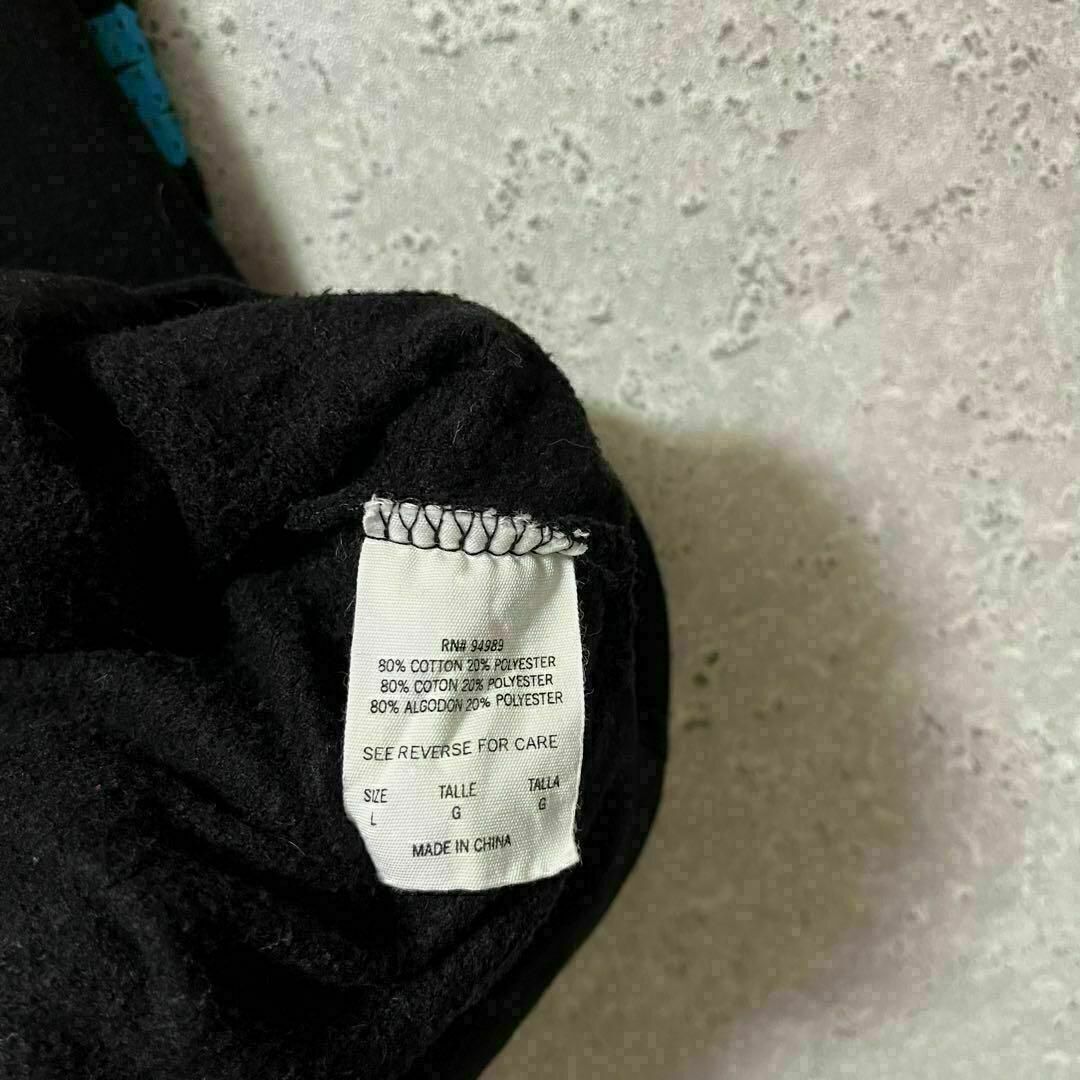 RN# 94989
80% COTTON 20% POLYESTER
80% COTON 20% POLYESTER
80% ALGODON 20% POLYESTER
SEE REVERSE FOR CARE
SIZE TALLE TALLA
L G G
MADE IN CHINA